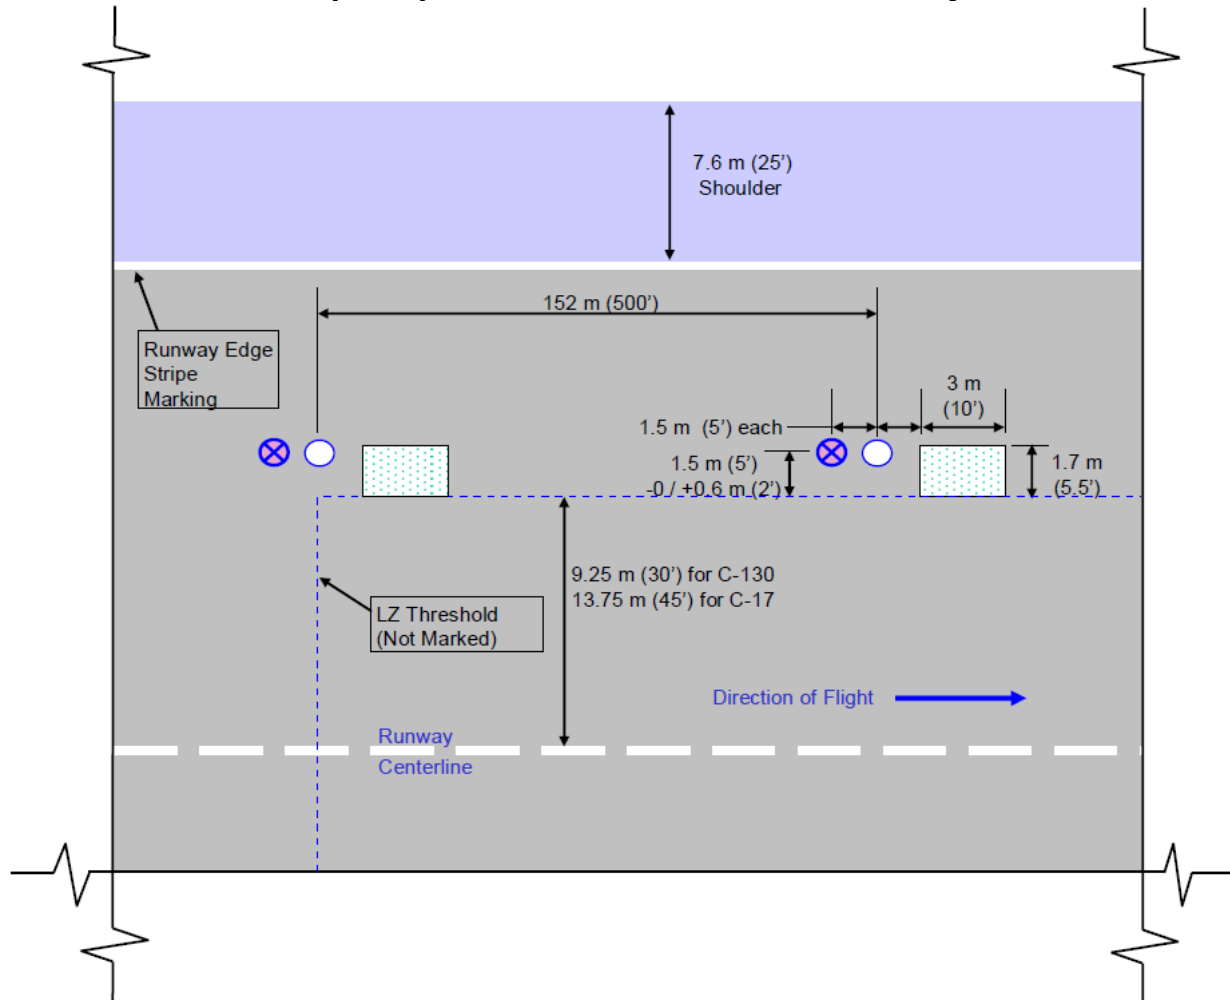 7.6 m (25’)
Shoulder
152 m (500’)
Runway Edge
Stripe
Marking
3 m
(10’)
1.5 m  (5’) each
1.5 m (5’)
-0 / +0.6 m (2’)
1.7 m
(5.5’)
9.25 m (30’) for C-130
13.75 m (45’) for C-17
LZ Threshold
(Not Marked)
Direction of Flight
Runway
Centerline